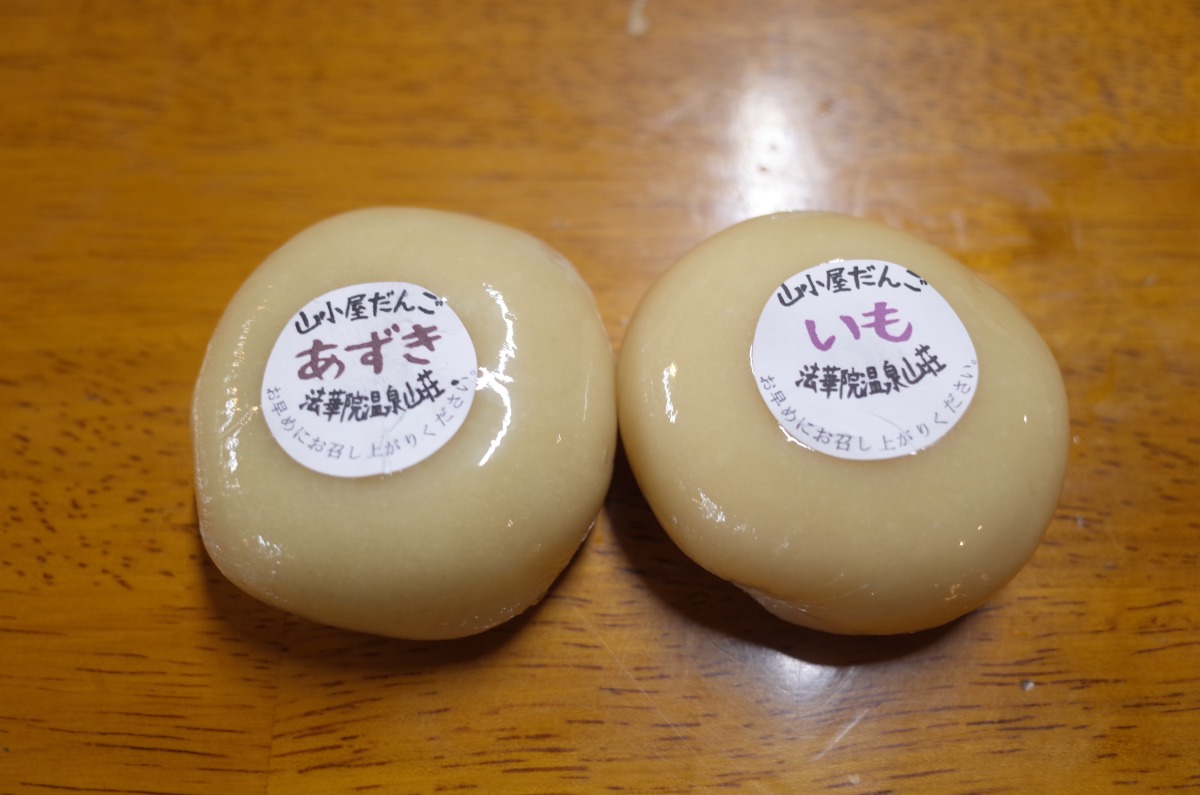 山小屋だんご
あずき
法華院温泉山荘
お早めにお召し上がりください。
山小屋だんご
いも
法華院温泉山荘
お早めにお召し上がりください。